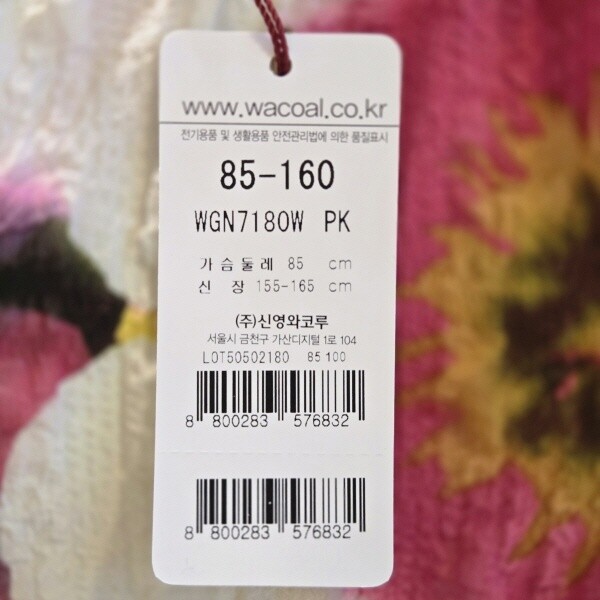 www.wacoal.co.kr
전기용품 및 생활용품 안전관리법에 의한 품질표시
85-160
WGN7180W PK
가슴둘레 85 cm
신 장 155-165 cm
(주)신영와코루
서울시 금천구 가산디지털 1로 104
LOT50502180 85 100
8 800283 576832
8 800283 576832